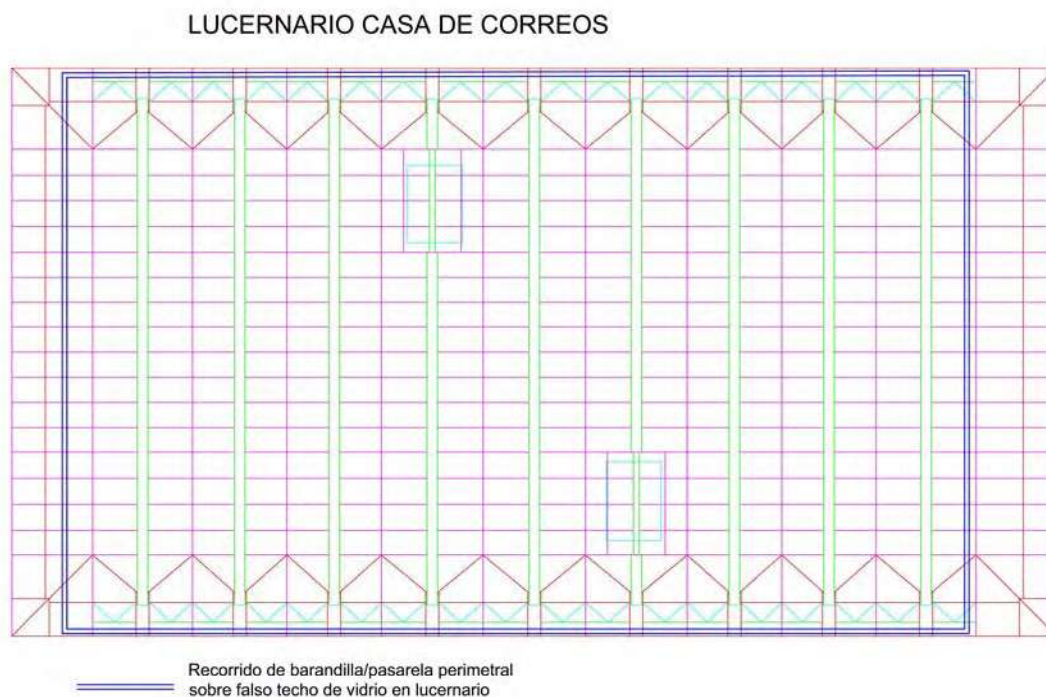 LUCERNARIO CASA DE CORREOS
Recorrido de barandilla/pasarela perimetral
sobre falso techo de vidrio en lucernario